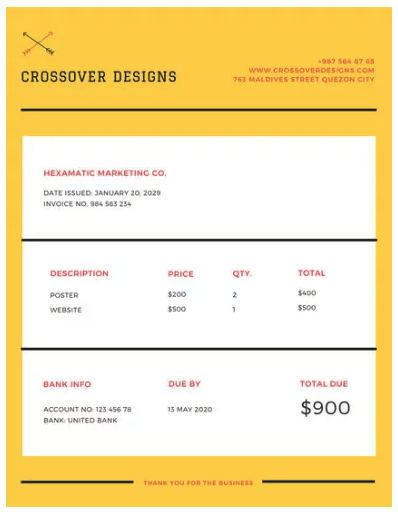 CROSSOVER DESIGNS
+987 564 87 65
WWW.CROSSOVERDESIGNS.COM
763 MALDIVES STREET QUEZON CITY
HEXAMATIC MARKETING CO.
DATE ISSUED: JANUARY 20, 2029
INVOICE NO. 984 563 234
DESCRIPTION PRICE QTY. TOTAL
POSTER $200 2 $400
WEBSITE $500 1 $500
BANK INFO DUE BY TOTAL DUE
ACCOUNT NO: 123 456 78 13 MAY 2020 $900
BANK: UNITED BANK
THANK YOU FOR THE BUSINESS